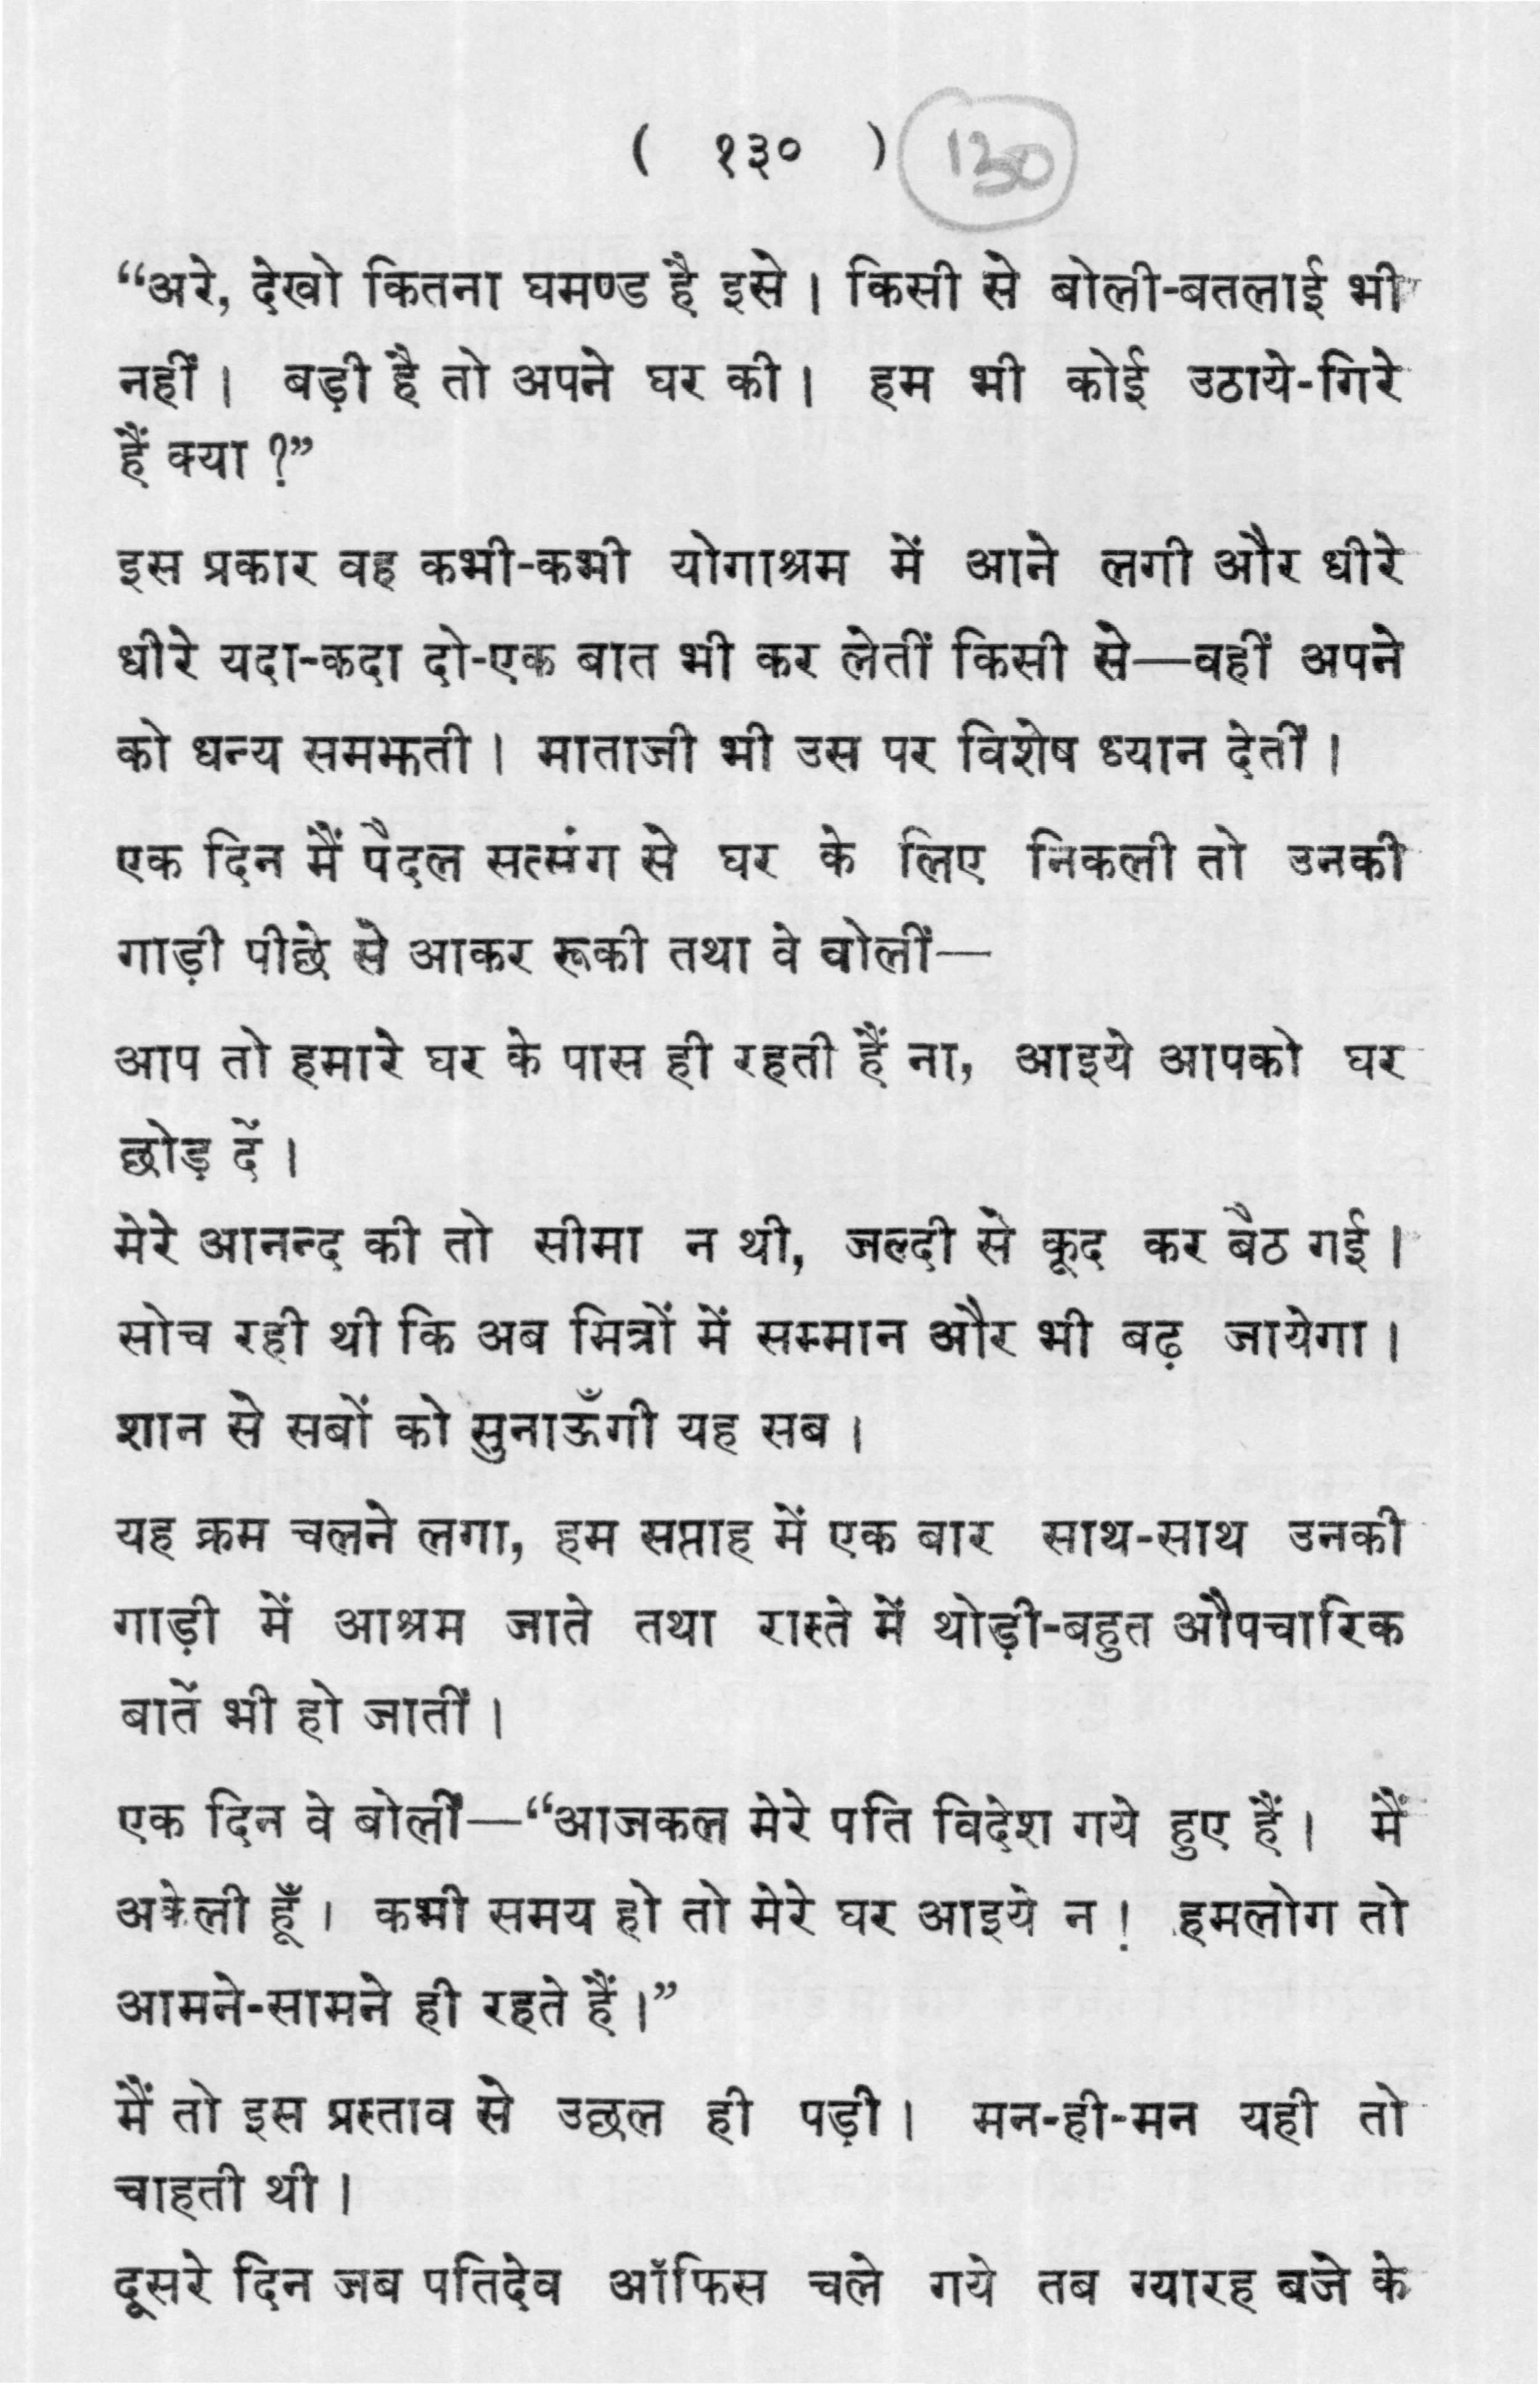 ( १३० ) 130
“अरे, देखो कितना घमण्ड है इसे । किसी से बोली-बतलाई भी
नहीं । बड़ी है तो अपने घर की । हम भी कोई उठाये-गिरे
हैं क्या ?”
इस प्रकार वह कभी-कभी योगाश्रम में आने लगी और धीरे
धीरे यदा-कदा दो-एक बात भी कर लेतीं किसी से—वहीं अपने
को धन्य समझती । माताजी भी उस पर विशेष ध्यान देतीं ।
एक दिन मैं पैदल सत्संग से घर के लिए निकली तो उनकी
गाड़ी पीछे से आकर रूकी तथा वे बोलीं—
आप तो हमारे घर के पास ही रहती हैं ना, आइये आपको घर
छोड़ दें ।
मेरे आनन्द की तो सीमा न थी, जल्दी से कूद कर बैठ गई ।
सोच रही थी कि अब मित्रों में सम्मान और भी बढ़ जायेगा ।
शान से सबों को सुनाऊँगी यह सब ।
यह क्रम चलने लगा, हम सप्ताह में एक बार साथ-साथ उनकी
गाड़ी में आश्रम जाते तथा रास्ते में थोड़ी-बहुत औपचारिक
बातें भी हो जातीं ।
एक दिन वे बोलीं—“आजकल मेरे पति विदेश गये हुए हैं । मैं
अकेली हूँ । कभी समय हो तो मेरे घर आइये न ! हमलोग तो
आमने-सामने ही रहते हैं ।”
मैं तो इस प्रस्ताव से उछल ही पड़ी । मन-ही-मन यही तो
चाहती थी ।
दूसरे दिन जब पतिदेव ऑफिस चले गये तब ग्यारह बजे के